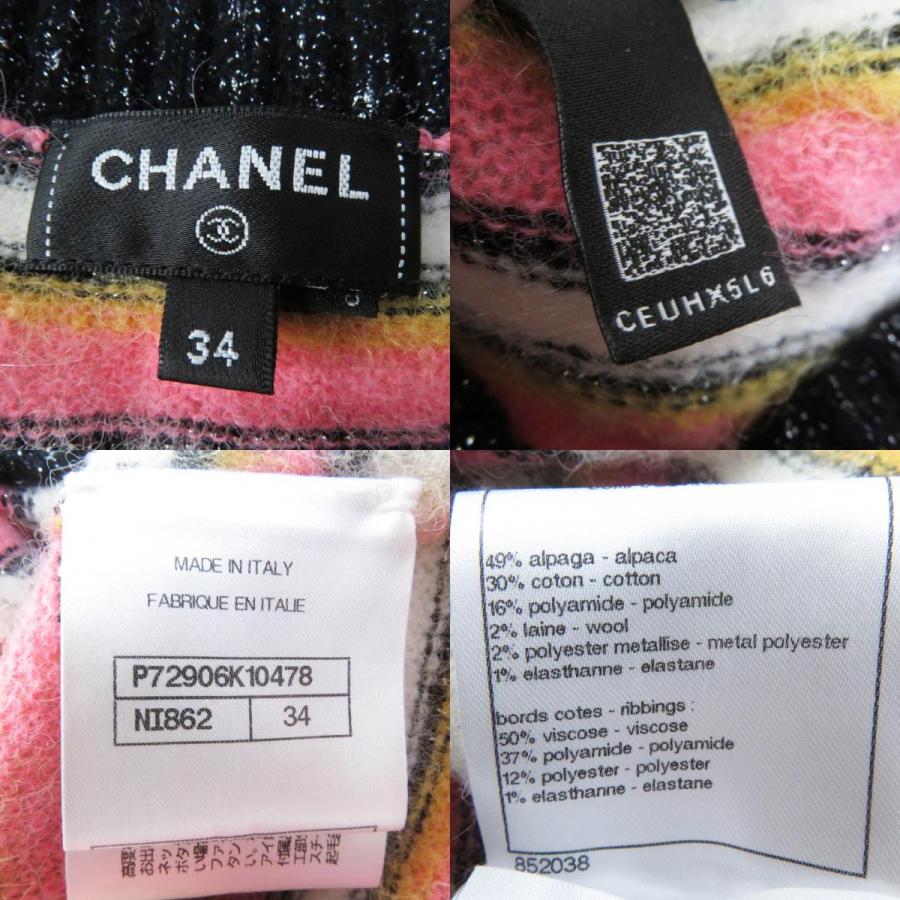 CHANEL
34
CEUHX5L6
MADE IN ITALY
FABRIQUE EN ITALIE
P72906K10478
NI862 34
49% alpaga - alpaca
30% coton - cotton
16% polyamide - polyamide
2% laine - wool
2% polyester metallise - metal polyester
1% elasthanne - elastane
bords cotes - ribbings :
50% viscose - viscose
37% polyamide - polyamide
12% polyester - polyester
1% elasthanne - elastane
852038